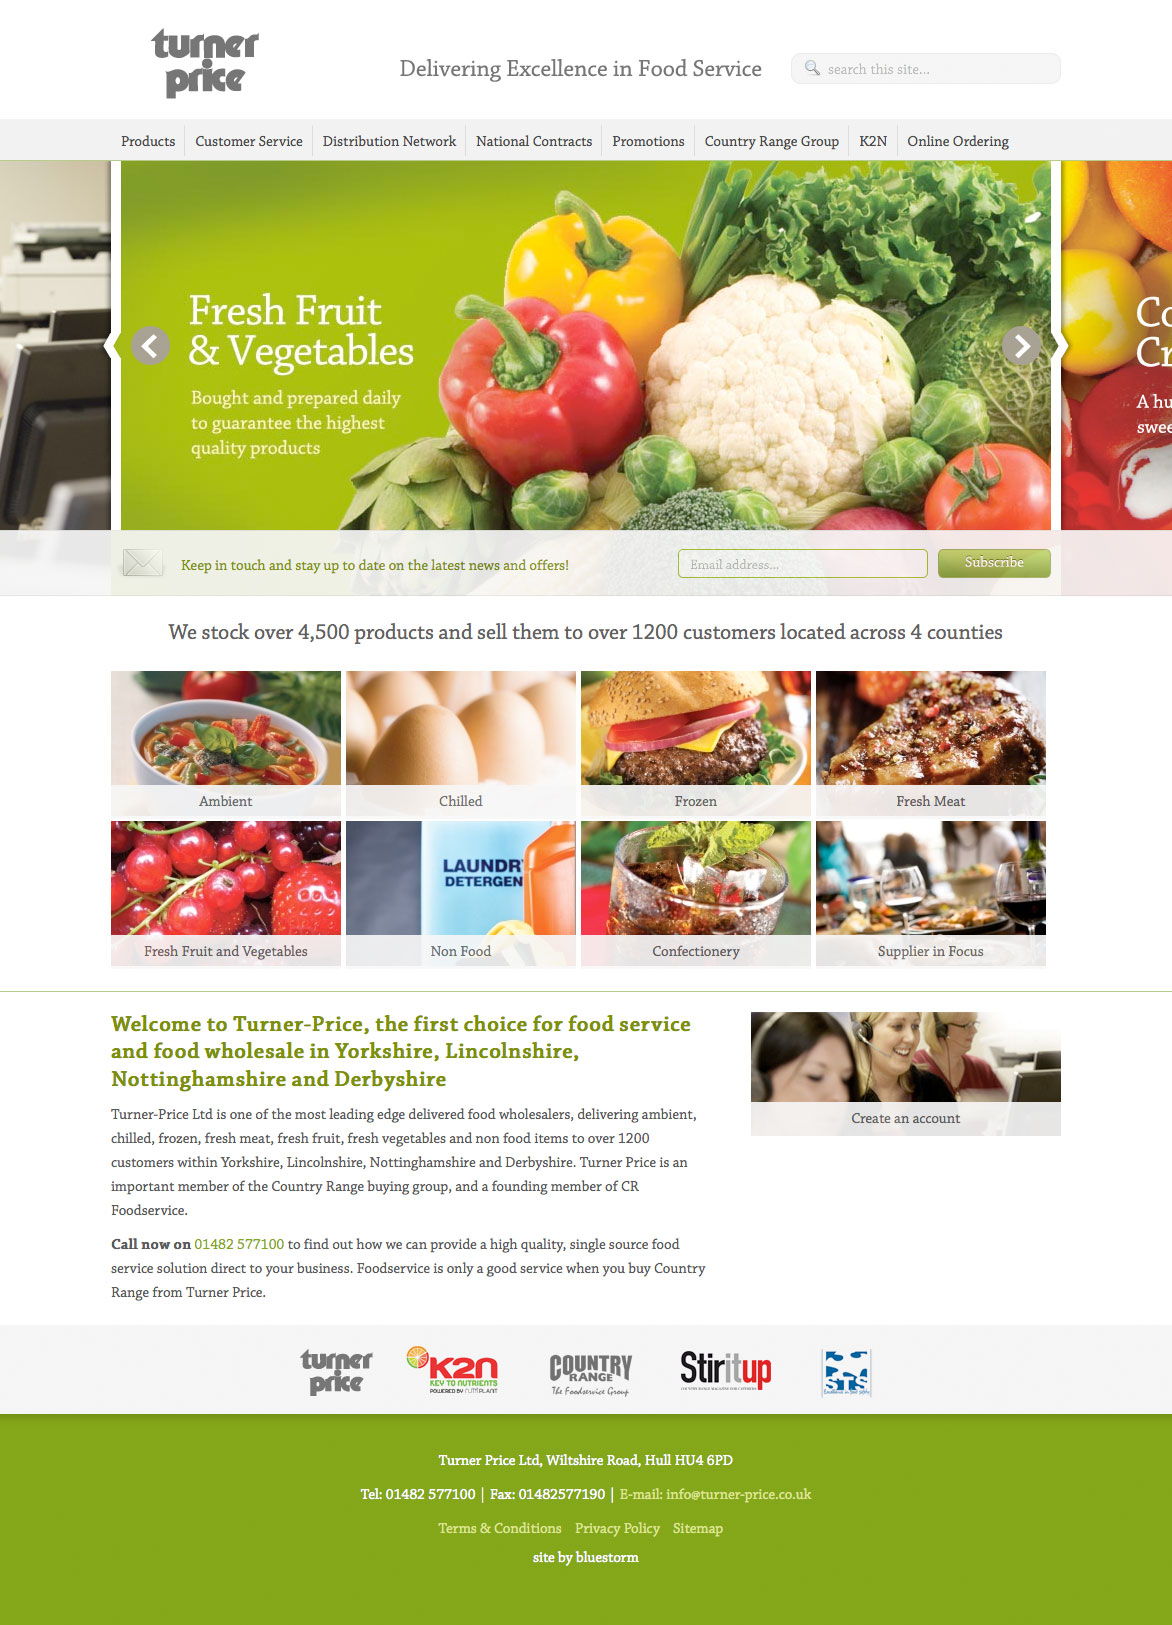 turner
price
Delivering Excellence in Food Service
search this site...
Products
Customer Service
Distribution Network
National Contracts
Promotions
Country Range Group
K2N
Online Ordering
Fresh Fruit
& Vegetables
Bought and prepared daily
to guarantee the highest
quality products
Co
Cr
A hu
swee
Keep in touch and stay up to date on the latest news and offers!
Email address...
Subscribe
We stock over 4,500 products and sell them to over 1200 customers located across 4 counties
Ambient
Chilled
Frozen
Fresh Meat
LAUNDR
DETERGEN
Fresh Fruit and Vegetables
Non Food
Confectionery
Supplier in Focus
Welcome to Turner-Price, the first choice for food service
and food wholesale in Yorkshire, Lincolnshire,
Nottinghamshire and Derbyshire
Turner-Price Ltd is one of the most leading edge delivered food wholesalers, delivering ambient,
chilled, frozen, fresh meat, fresh fruit, fresh vegetables and non food items to over 1200
customers within Yorkshire, Lincolnshire, Nottinghamshire and Derbyshire. Turner Price is an
important member of the Country Range buying group, and a founding member of CR
Foodservice.
Call now on 01482 577100 to find out how we can provide a high quality, single source food
service solution direct to your business. Foodservice is only a good service when you buy Country
Range from Turner Price.
Create an account
turner
price
K2n
KEY TO NUTRIENTS
POWERED BY nutriPLANT
COUNTRY
RANGE
The Foodservice Group
Stiritup
STS
Turner Price Ltd, Wiltshire Road, Hull HU4 6PD
Tel: 01482 577100 | Fax: 01482577190 | E-mail: info@turner-price.co.uk
Terms & Conditions Privacy Policy Sitemap
site by bluestorm